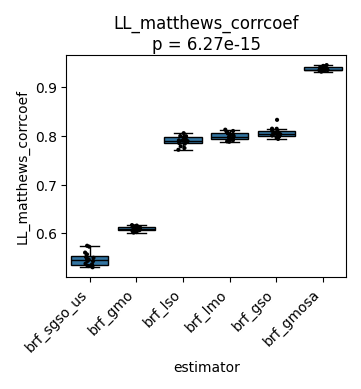 LL_matthews_corrcoef
p = 6.27e-15
LL_matthews_corrcoef
0.9
0.8
0.7
0.6
brf_sgso_us
brf_gmo
brf_lso
brf_lmo
brf_gso
brf_gmosa
estimator